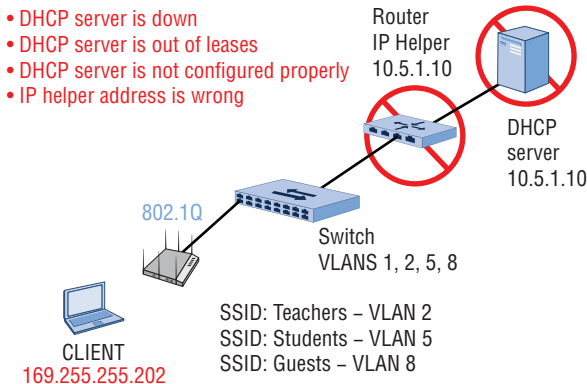 • DHCP server is down
• DHCP server is out of leases
• DHCP server is not configured properly
• IP helper address is wrong
Router
IP Helper
10.5.1.10
DHCP
server
10.5.1.10
802.1Q
Switch
VLANS 1, 2, 5, 8
SSID: Teachers – VLAN 2
SSID: Students – VLAN 5
SSID: Guests – VLAN 8
CLIENT
169.255.255.202